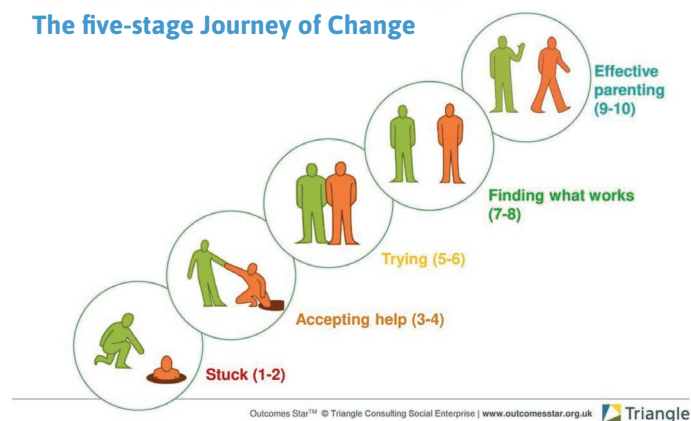 The five-stage Journey of Change
Effective
parenting
(9-10)
Finding what works
(7-8)
Trying (5-6)
Accepting help (3-4)
Stuck (1-2)
Outcomes Star™ © Triangle Consulting Social Enterprise | www.outcomesstar.org.uk
Triangle